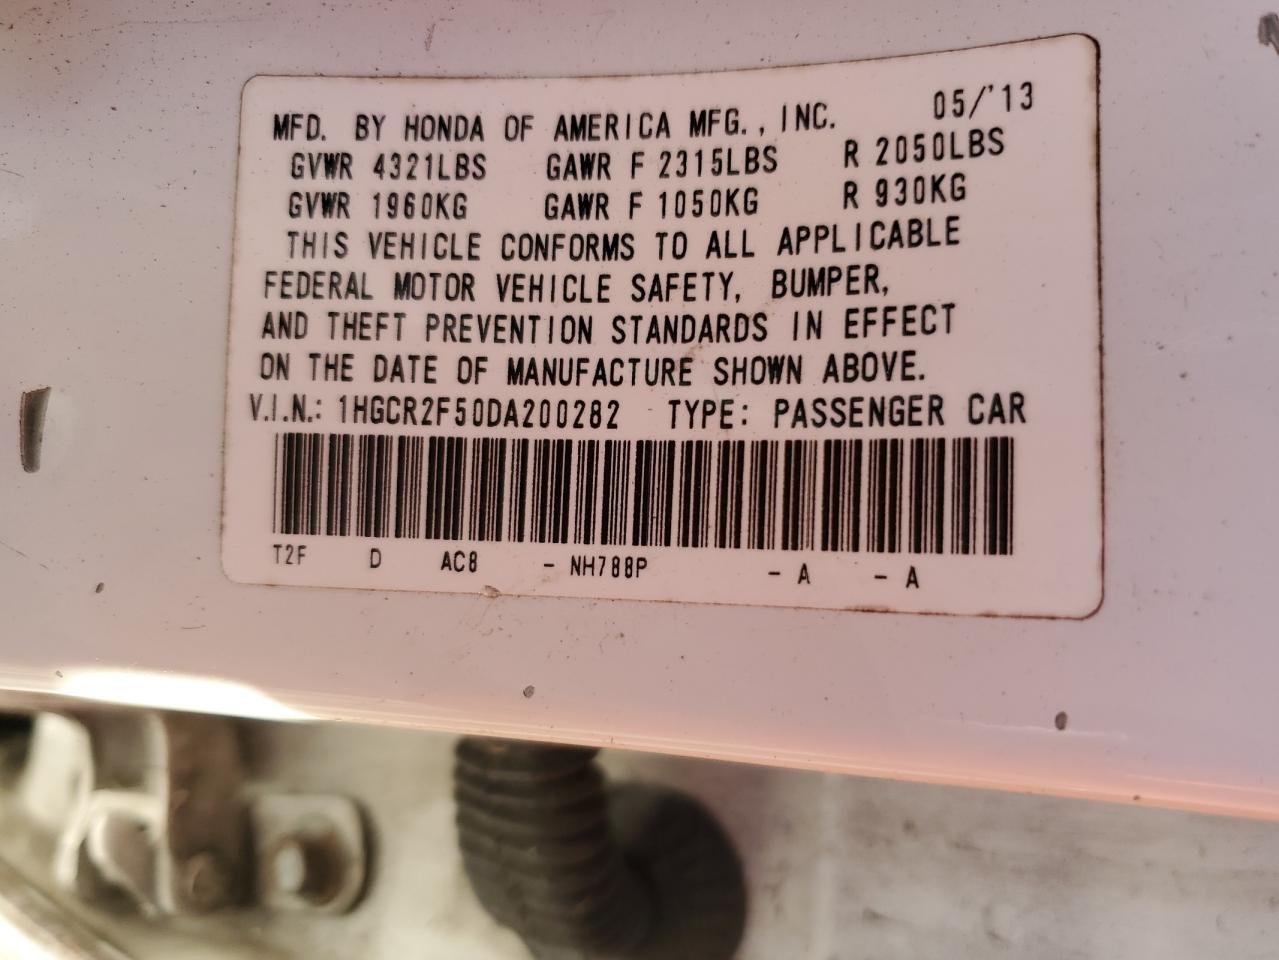 MFD. BY HONDA OF AMERICA MFG., INC. 05/'13
GVWR 4321LBS GAWR F 2315LBS R 2050LBS
GVWR 1960KG GAWR F 1050KG R 930KG
THIS VEHICLE CONFORMS TO ALL APPLICABLE
FEDERAL MOTOR VEHICLE SAFETY, BUMPER,
AND THEFT PREVENTION STANDARDS IN EFFECT
ON THE DATE OF MANUFACTURE SHOWN ABOVE.
V.I.N.: 1HGCR2F50DA200282 TYPE: PASSENGER CAR
T2F D AC8 - NH788P - A - A